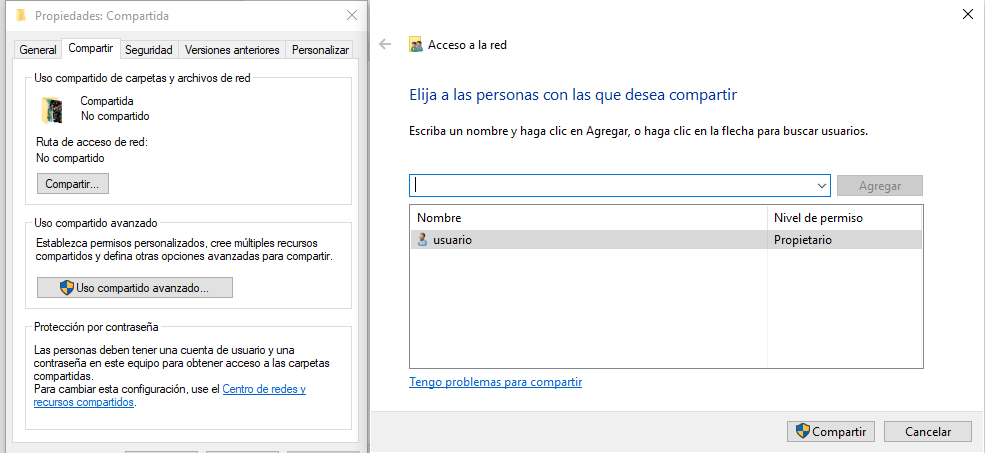 Propiedades: Compartida
General
Compartir
Seguridad
Versiones anteriores
Personalizar
Uso compartido de carpetas y archivos de red
Compartida
No compartido
Ruta de acceso de red:
No compartido
Compartir...
Uso compartido avanzado
Establezca permisos personalizados, cree múltiples recursos
compartidos y defina otras opciones avanzadas para compartir.
Uso compartido avanzado...
Protección por contraseña
Las personas deben tener una cuenta de usuario y una
contraseña en este equipo para obtener acceso a las carpetas
compartidas.
Para cambiar esta configuración, use el Centro de redes y
recursos compartidos.
Acceso a la red
Elija a las personas con las que desea compartir
Escriba un nombre y haga clic en Agregar, o haga clic en la flecha para buscar usuarios.
Agregar
Nombre Nivel de permiso
usuario Propietario
Tengo problemas para compartir
Compartir Cancelar